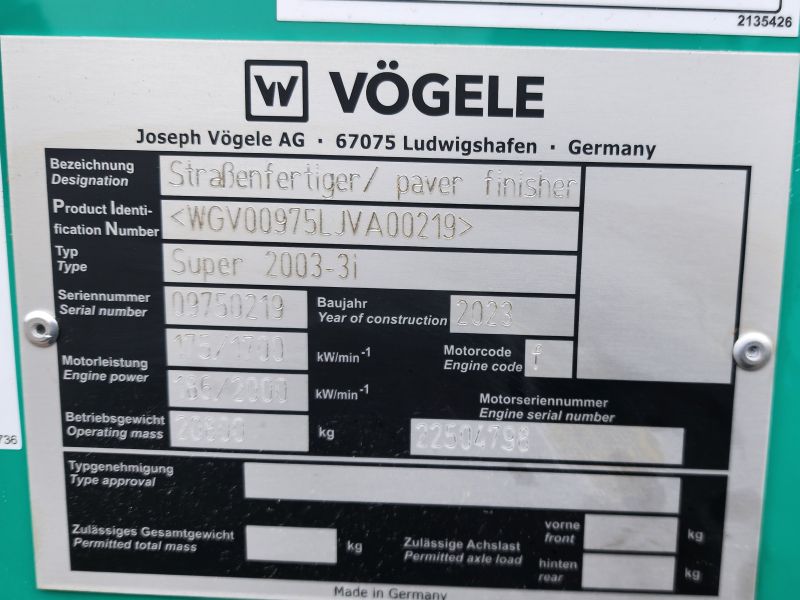 2135426
W VÖGELE
Joseph Vögele AG · 67075 Ludwigshafen · Germany
Bezeichnung
Designation
Straßenfertiger/ paver finisher
Product Identi-
fication Number
<WGV00975LJVA00219>
Typ
Type
Super 2003-3i
Seriennummer
Serial number
09750219
Baujahr
Year of construction
2023
Motorleistung
Engine power
175/1700 kW/min⁻¹
186/2000 kW/min⁻¹
Motorcode
Engine code
Betriebsgewicht
Operating mass
kg
Motorseriennummer
Engine serial number
22504798
Typgenehmigung
Type approval
Zulässiges Gesamtgewicht
Permitted total mass
kg
Zulässige Achslast
Permitted axle load
vorne
front
kg
hinten
rear
kg
Made in Germany
736